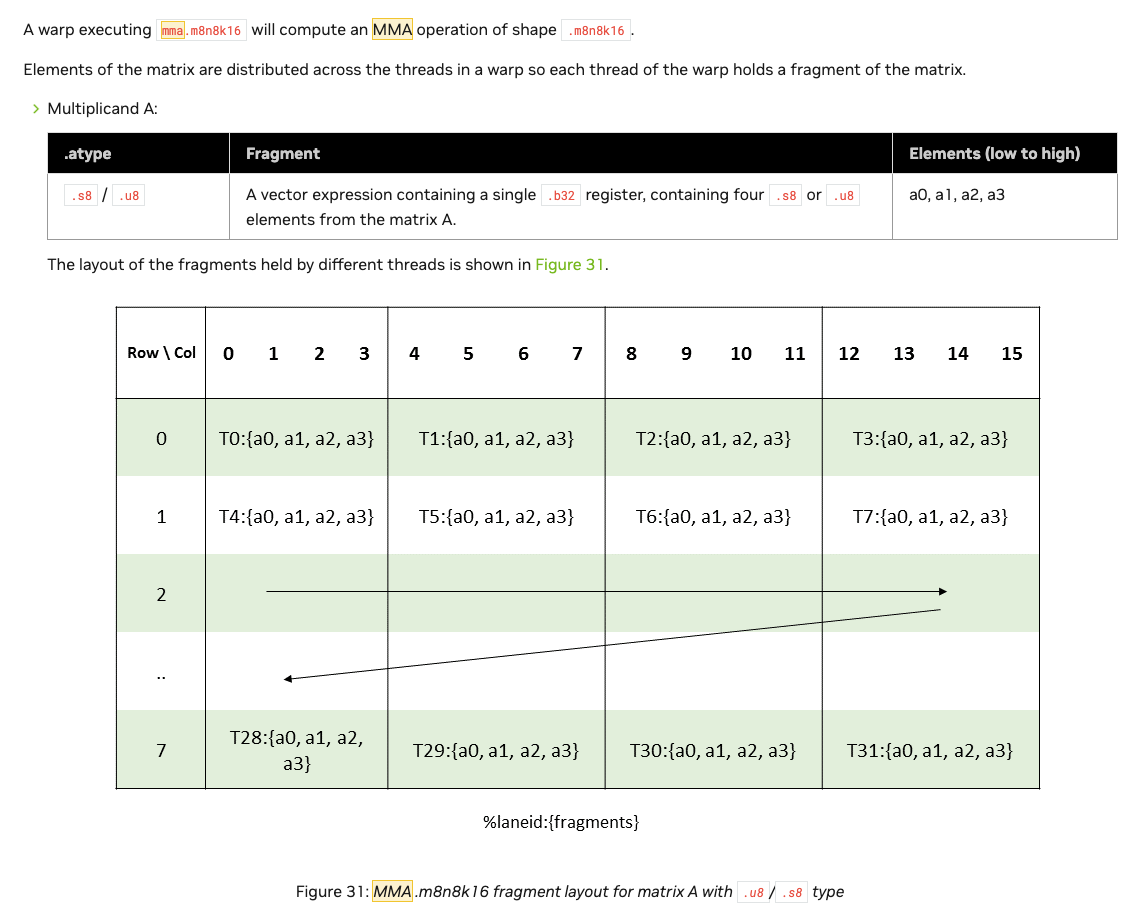 A warp executing mma.m8n8k16 will compute an MMA operation of shape .m8n8k16.
Elements of the matrix are distributed across the threads in a warp so each thread of the warp holds a fragment of the matrix.
Multiplicand A:
.atype Fragment Elements (low to high)
.s8 / .u8 A vector expression containing a single .b32 register, containing four .s8 or .u8 a0, a1, a2, a3
elements from the matrix A.
The layout of the fragments held by different threads is shown in Figure 31.
Row \ Col 0 1 2 3 4 5 6 7 8 9 10 11 12 13 14 15
0 T0:{a0, a1, a2, a3} T1:{a0, a1, a2, a3} T2:{a0, a1, a2, a3} T3:{a0, a1, a2, a3}
1 T4:{a0, a1, a2, a3} T5:{a0, a1, a2, a3} T6:{a0, a1, a2, a3} T7:{a0, a1, a2, a3}
2
..
7 T28:{a0, a1, a2, a3} T29:{a0, a1, a2, a3} T30:{a0, a1, a2, a3} T31:{a0, a1, a2, a3}
%laneid:{fragments}
Figure 31: MMA.m8n8k16 fragment layout for matrix A with .u8 / .s8 type